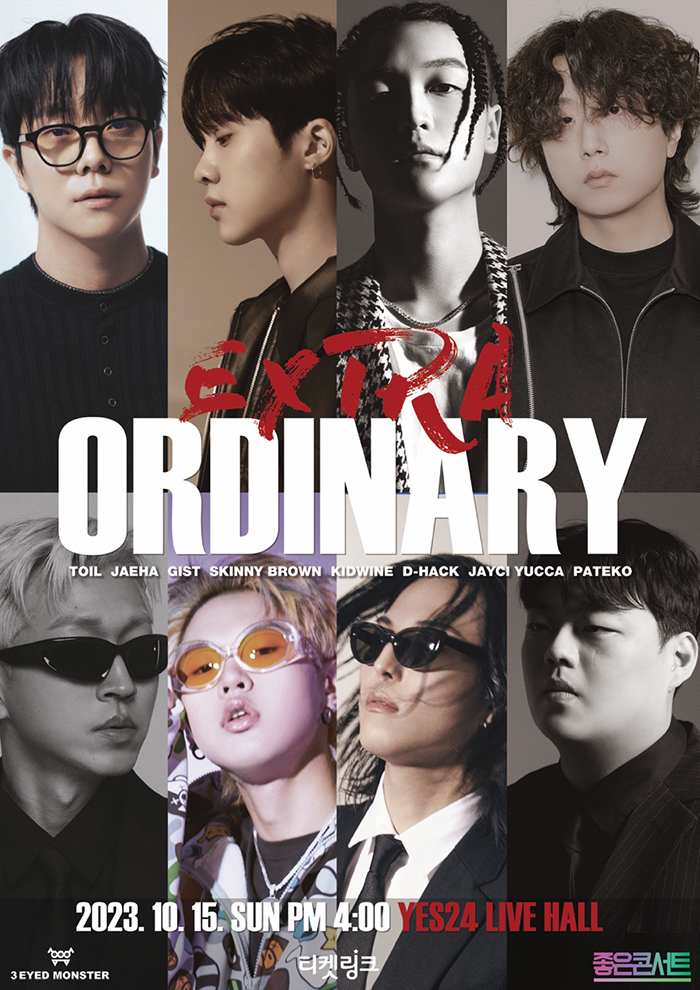 EXTRA
ORDINARY
TOIL JAEHA GIST SKINNY BROWN KIDWINE D-HACK JAYCI YUCCA PATEKO
2023. 10. 15. SUN PM 4:00 YES24 LIVE HALL
3 EYED MONSTER
티켓링크
좋은콘서트